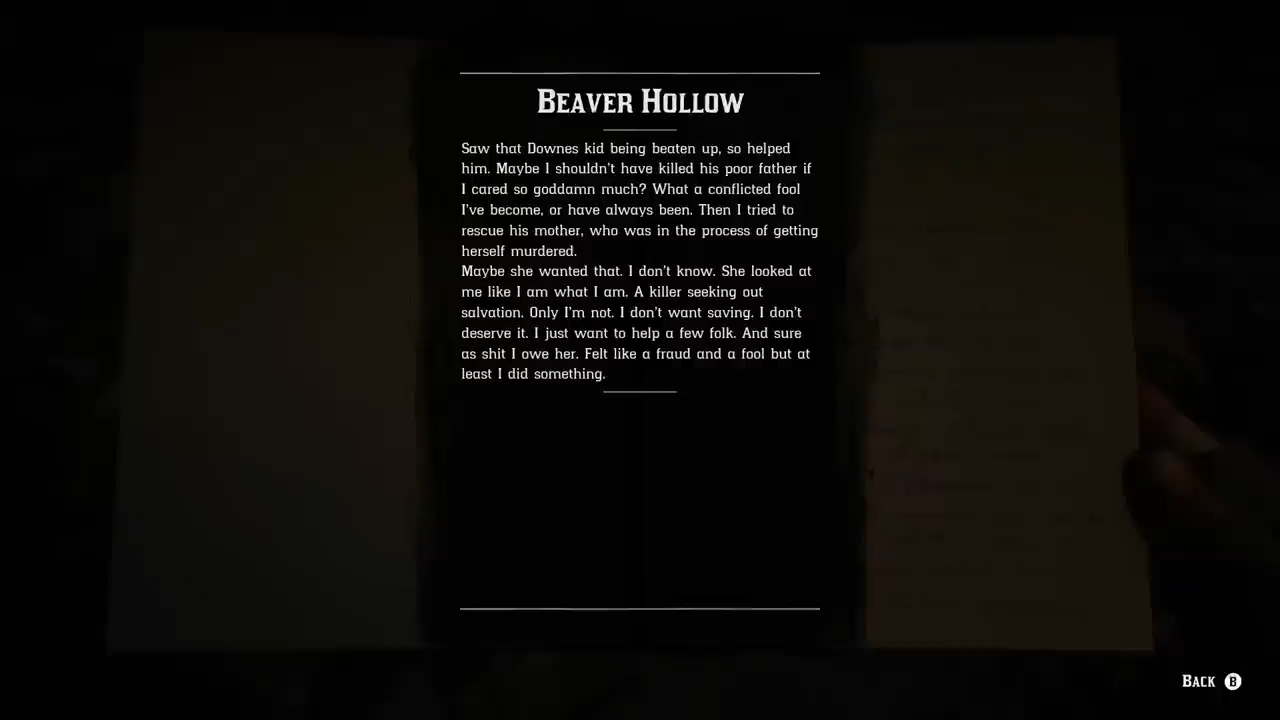 Beaver Hollow
Saw that Downes kid being beaten up, so helped
him. Maybe I shouldn't have killed his poor father if
I cared so goddamn much? What a conflicted fool
I've become, or have always been. Then I tried to
rescue his mother, who was in the process of getting
herself murdered.
Maybe she wanted that. I don't know. She looked at
me like I am what I am. A killer seeking out
salvation. Only I'm not. I don't want saving. I don't
deserve it. I just want to help a few folk. And sure
as shit I owe her. Felt like a fraud and a fool but at
least I did something.
Back B